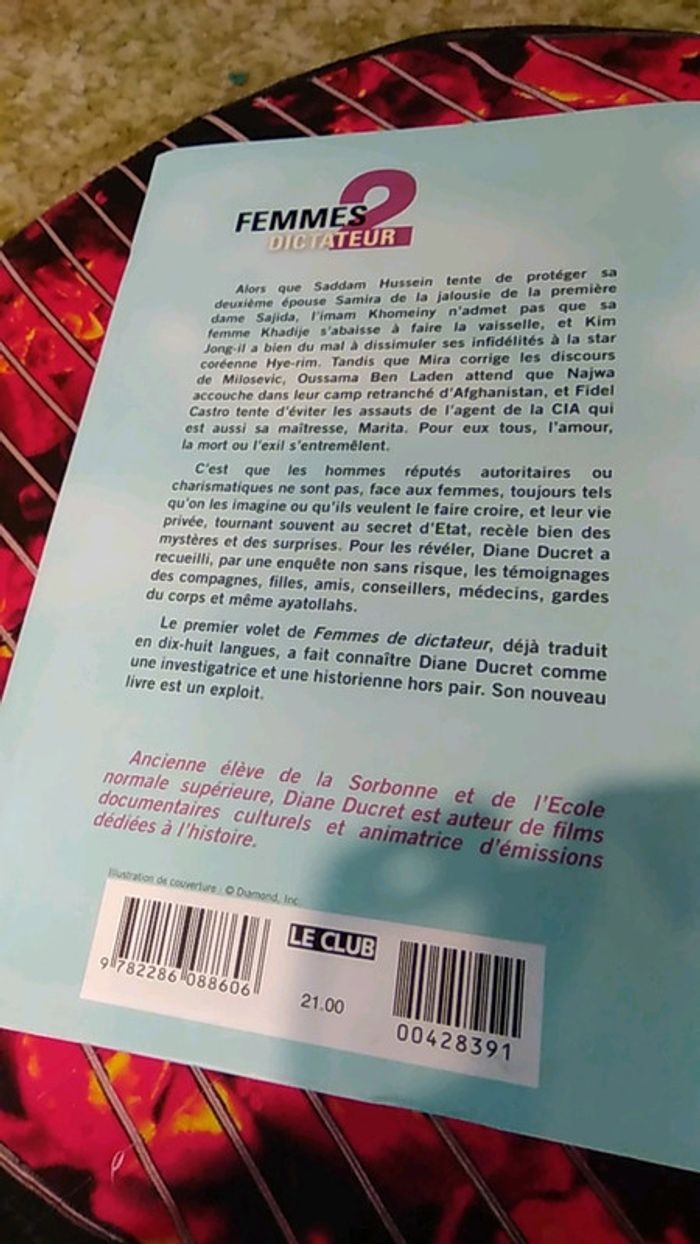 FEMMES 2
DICTATEUR
Alors que Saddam Hussein tente de protéger sa
deuxième épouse Samira de la jalousie de la première
dame Sajida, l'imam Khomeiny n'admet pas que sa
femme Khadije s'abaisse à faire la vaisselle, et Kim
Jong-il a bien du mal à dissimuler ses infidélités à la star
coréenne Hye-rim. Tandis que Mira corrige les discours
de Milosevic, Oussama Ben Laden attend que Najwa
accouche dans leur camp retranché d'Afghanistan, et Fidel
Castro tente d'éviter les assauts de l'agent de la CIA qui
est aussi sa maîtresse, Marita. Pour eux tous, l'amour,
la mort ou l'exil s'entremêlent.
C'est que les hommes réputés autoritaires ou
charismatiques ne sont pas, face aux femmes, toujours tels
qu'on les imagine ou qu'ils veulent le faire croire, et leur vie
privée, tournant souvent au secret d'Etat, recèle bien des
mystères et des surprises. Pour les révéler, Diane Ducret a
recueilli, par une enquête non sans risque, les témoignages
des compagnes, filles, amis, conseillers, médecins, gardes
du corps et même ayatollahs.
Le premier volet de Femmes de dictateur, déjà traduit
en dix-huit langues, a fait connaître Diane Ducret comme
une investigatrice et une historienne hors pair. Son nouveau
livre est un exploit.
Ancienne élève de la Sorbonne et de l'Ecole
normale supérieure, Diane Ducret est auteur de films
documentaires culturels et animatrice d'émissions
dédiées à l'histoire.
Illustration de couverture : © Diamond, Inc.
LE CLUB
9 782286 088606
21.00
00428391